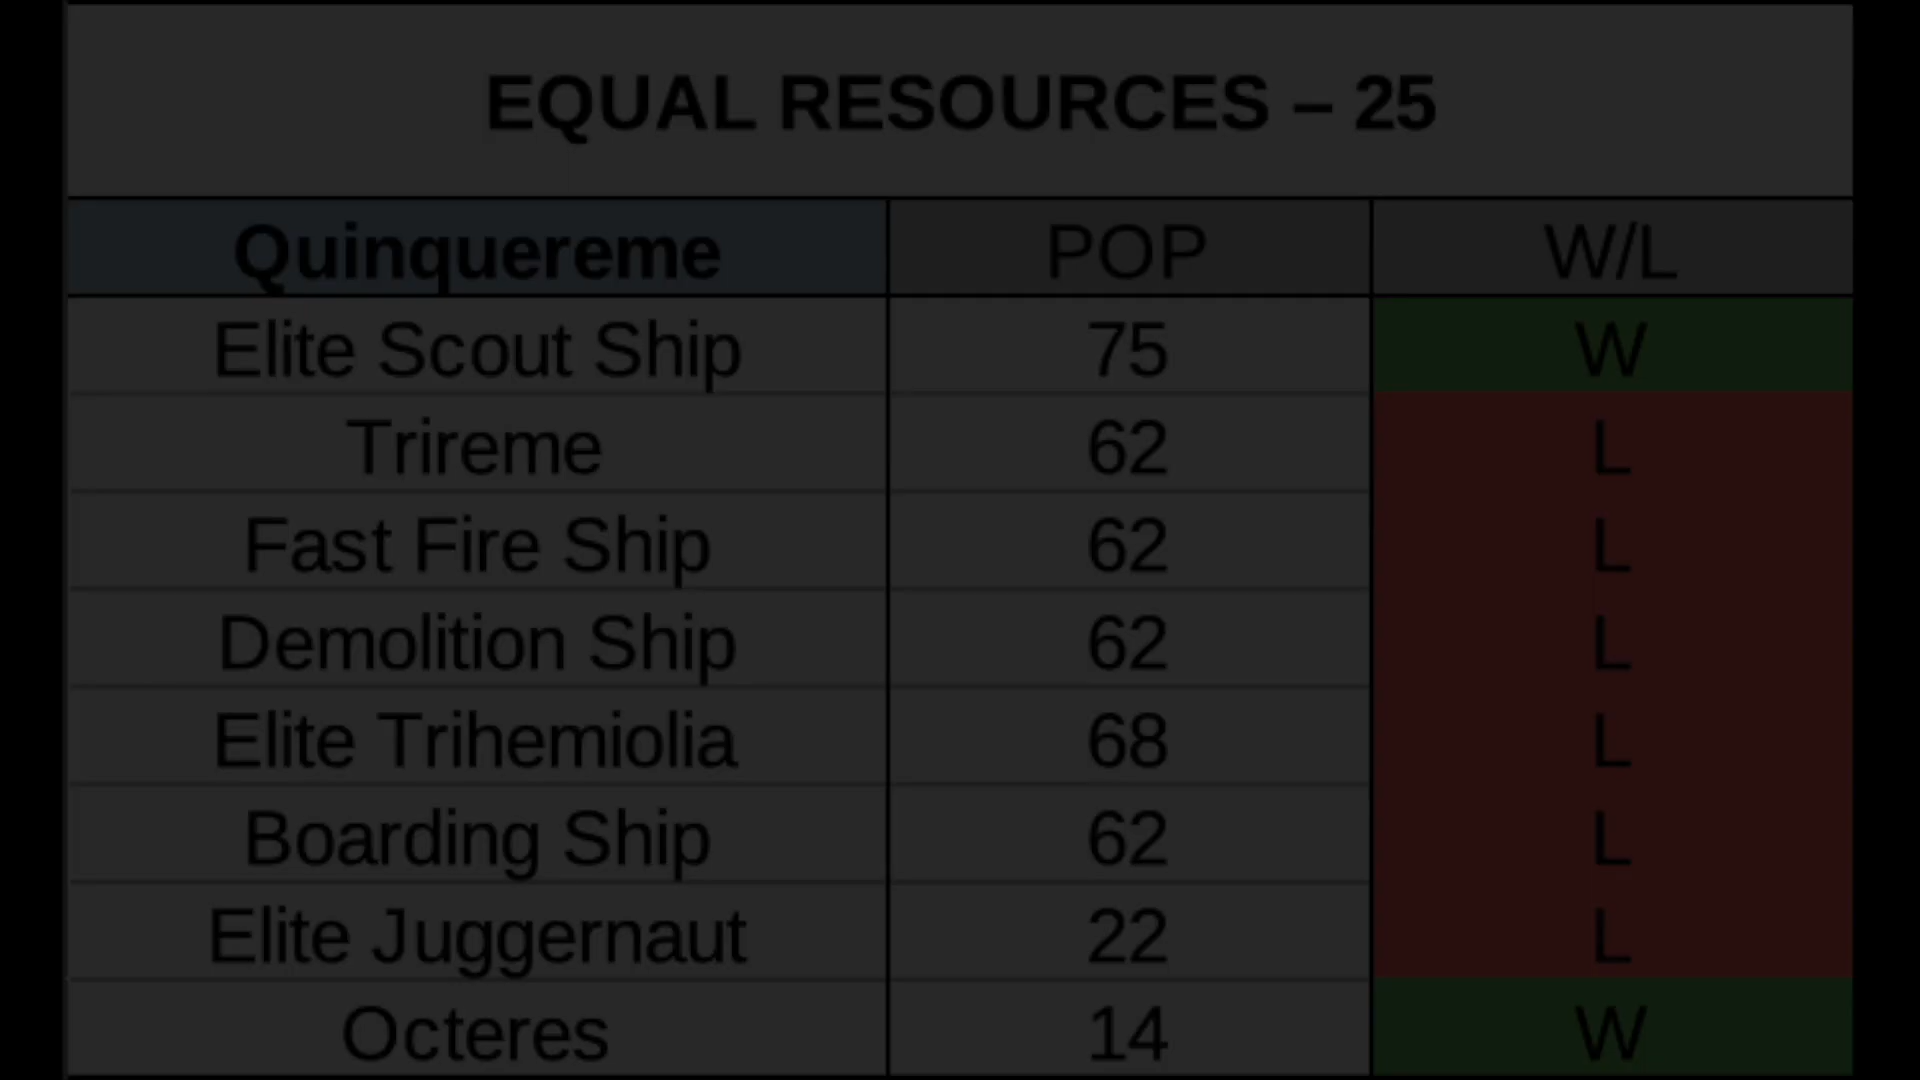 EQUAL RESOURCES – 25
Quinquereme POP W/L
Elite Scout Ship 75 W
Trireme 62 L
Fast Fire Ship 62 L
Demolition Ship 62 L
Elite Trihemiolia 68 L
Boarding Ship 62 L
Elite Juggernaut 22 L
Octeres 14 W